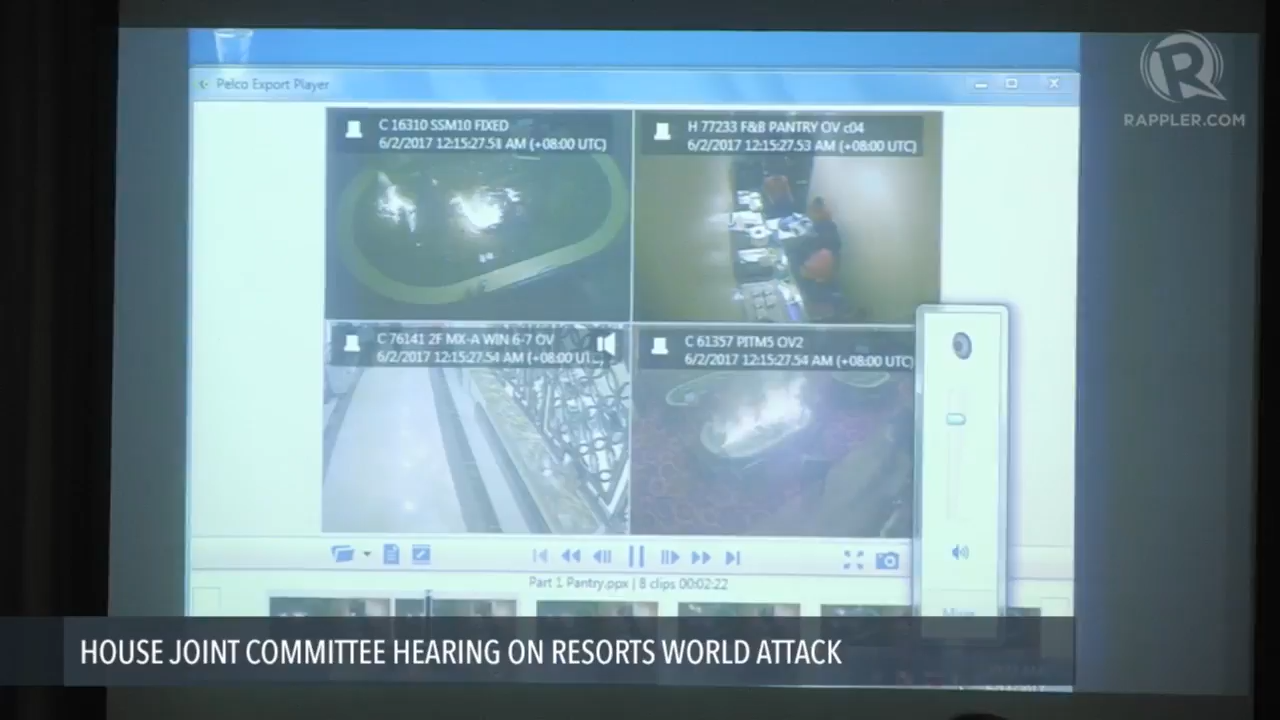 RAPPLER.COM
Pelco Export Player
C 16310 SSM10 FIXED
6/2/2017 12:15:27.51 AM (+08:00 UTC)
H 77233 F&B PANTRY OV c04
6/2/2017 12:15:27.53 AM (+08:00 UTC)
C 76141 2F MX-A WIN 6-7 OV
6/2/2017 12:15:27.54 AM (+08:00
C 61357 PITM5 OV2
6/2/2017 12:15:27.54 AM (+08:00 UTC)
Part 1 Pantry.ppx | 8 clips 00:02:22
HOUSE JOINT COMMITTEE HEARING ON RESORTS WORLD ATTACK